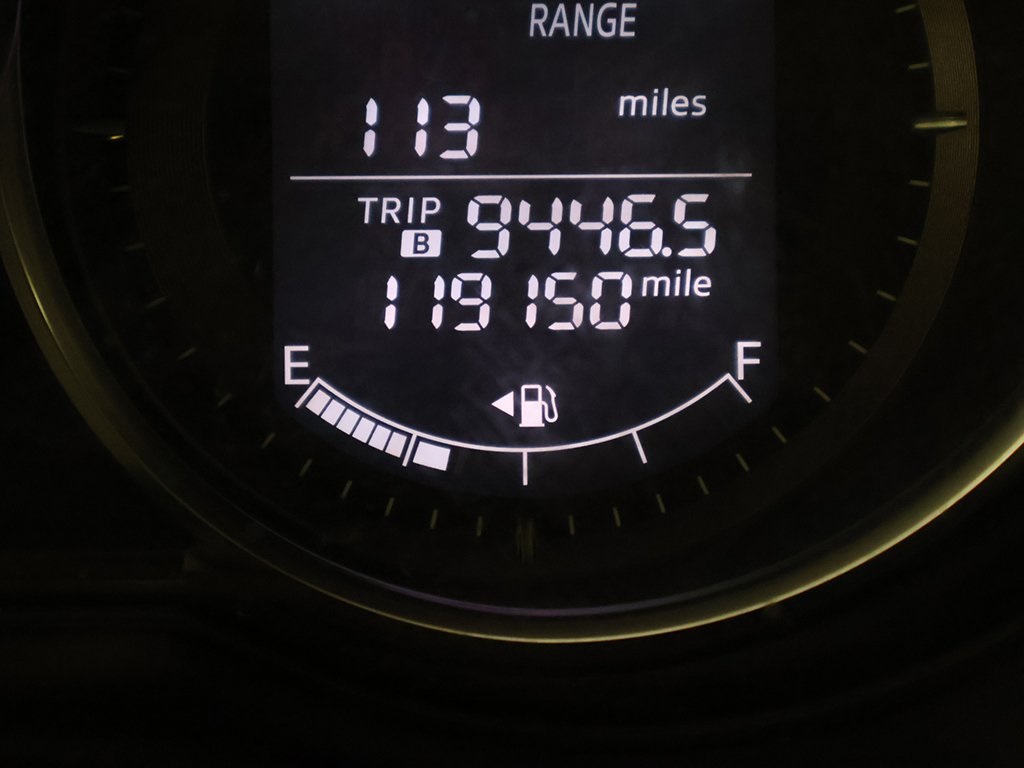 RANGE
113 miles
TRIP B 9446.5
119150 mile
E F